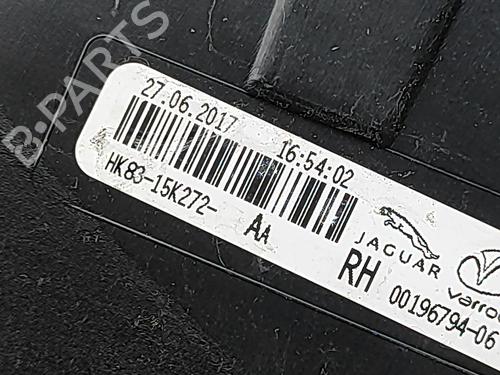 B-PARTS
27.06.2017 16:54:02
HK83-15K272- AA
JAGUAR
RH
00196794-06